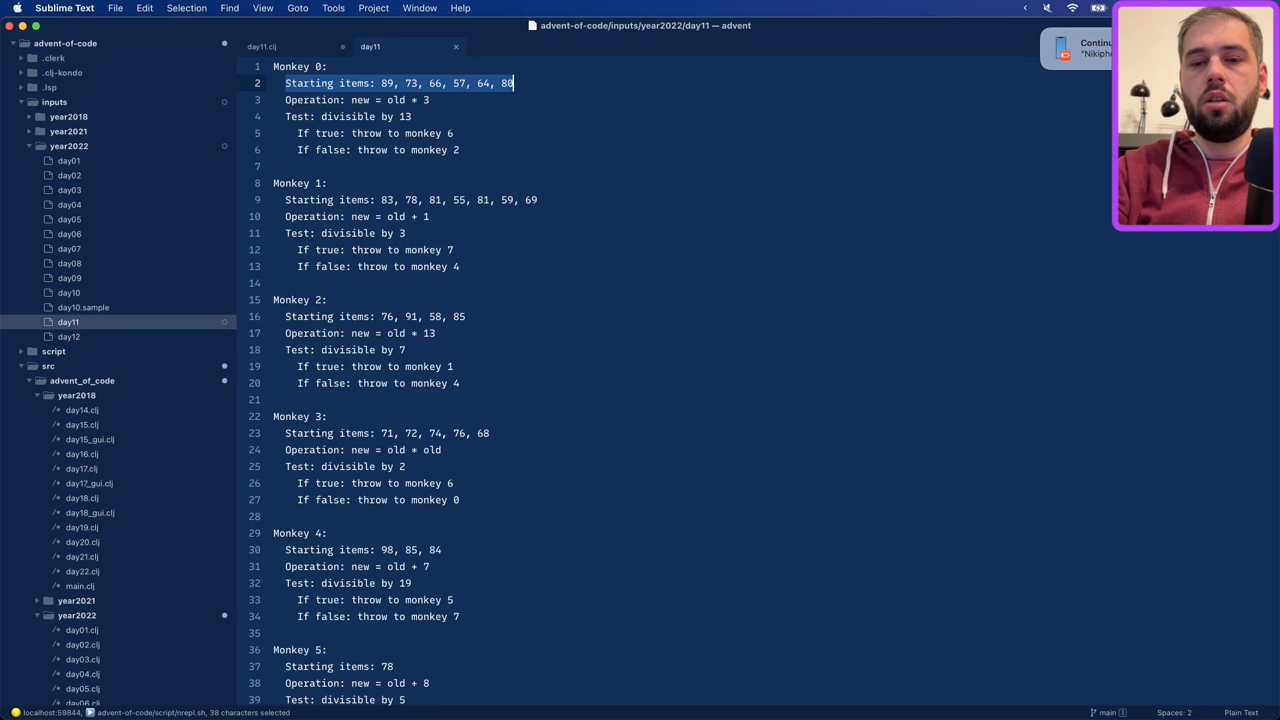 Sublime Text File Edit Selection Find View Goto Tools Project Window Help
advent-of-code/inputs/year2022/day11 — advent
Continu
"Nikipho
advent-of-code
.clerk
.clj-kondo
.lsp
inputs
year2018
year2021
year2022
day01
day02
day03
day04
day05
day06
day07
day08
day09
day10
day10.sample
day11
day12
script
src
advent_of_code
year2018
/* day14.clj
/* day15.clj
/* day15_gui.clj
/* day16.clj
/* day17.clj
/* day17_gui.clj
/* day18.clj
/* day18_gui.clj
/* day19.clj
/* day20.clj
/* day21.clj
/* day22.clj
/* main.clj
year2021
year2022
/* day01.clj
/* day02.clj
/* day03.clj
/* day04.clj
/* day05.clj
/* day06.clj
day11.clj day11
1 Monkey 0:
2 Starting items: 89, 73, 66, 57, 64, 80
3 Operation: new = old * 3
4 Test: divisible by 13
5 If true: throw to monkey 6
6 If false: throw to monkey 2
7
8 Monkey 1:
9 Starting items: 83, 78, 81, 55, 81, 59, 69
10 Operation: new = old + 1
11 Test: divisible by 3
12 If true: throw to monkey 7
13 If false: throw to monkey 4
14
15 Monkey 2:
16 Starting items: 76, 91, 58, 85
17 Operation: new = old * 13
18 Test: divisible by 7
19 If true: throw to monkey 1
20 If false: throw to monkey 4
21
22 Monkey 3:
23 Starting items: 71, 72, 74, 76, 68
24 Operation: new = old * old
25 Test: divisible by 2
26 If true: throw to monkey 6
27 If false: throw to monkey 0
28
29 Monkey 4:
30 Starting items: 98, 85, 84
31 Operation: new = old + 7
32 Test: divisible by 19
33 If true: throw to monkey 5
34 If false: throw to monkey 7
35
36 Monkey 5:
37 Starting items: 78
38 Operation: new = old + 8
39 Test: divisible by 5
localhost:59844, advent-of-code/script/nrepl.sh, 38 characters selected main 3 Spaces: 2 Plain Text